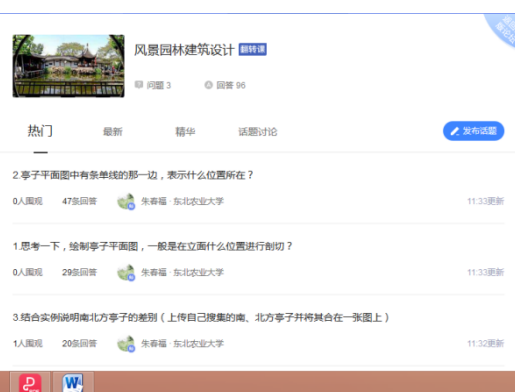 风景园林建筑设计 翻转课
问题 3 回答 96
热门 最新 精华 话题讨论 发布话题
2.亭子平面图中有条单线的那一边，表示什么位置所在？
0人围观 47条回答 朱春福 · 东北农业大学 11:33更新
1.思考一下，绘制亭子平面图，一般是在立面什么位置进行剖切？
0人围观 29条回答 朱春福 · 东北农业大学 11:33更新
3.结合实例说明南北方亭子的差别（上传自己搜集的南、北方亭子并将其合在一张图上）
1人围观 20条回答 朱春福 · 东北农业大学 11:32更新